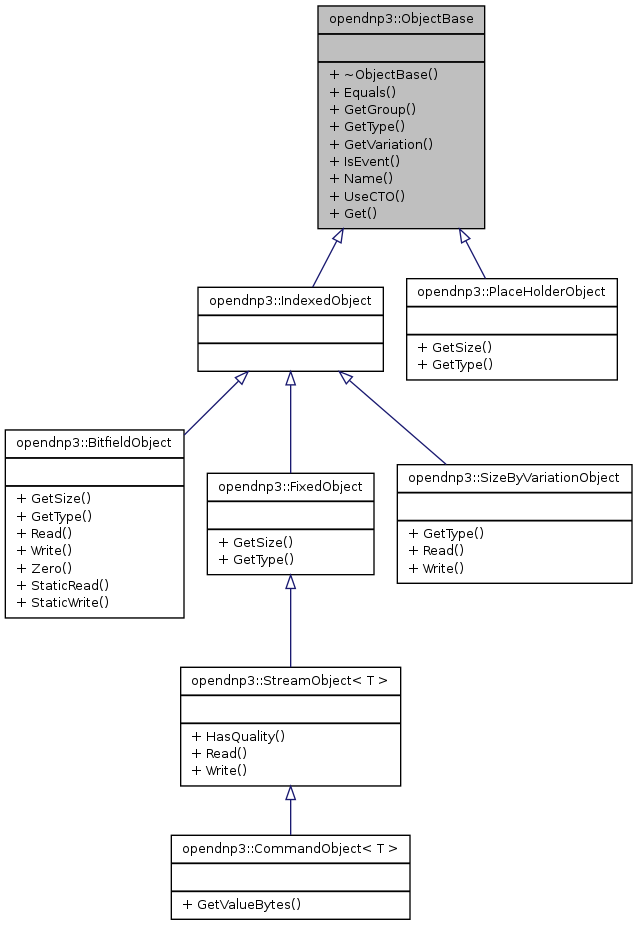 opendnp3::ObjectBase
+ ~ObjectBase()
+ Equals()
+ GetGroup()
+ GetType()
+ GetVariation()
+ IsEvent()
+ Name()
+ UseCTO()
+ Get()
opendnp3::IndexedObject
opendnp3::PlaceHolderObject
+ GetSize()
+ GetType()
opendnp3::BitfieldObject
+ GetSize()
+ GetType()
+ Read()
+ Write()
+ Zero()
+ StaticRead()
+ StaticWrite()
opendnp3::FixedObject
+ GetSize()
+ GetType()
opendnp3::SizeByVariationObject
+ GetType()
+ Read()
+ Write()
opendnp3::StreamObject< T >
+ HasQuality()
+ Read()
+ Write()
opendnp3::CommandObject< T >
+ GetValueBytes()